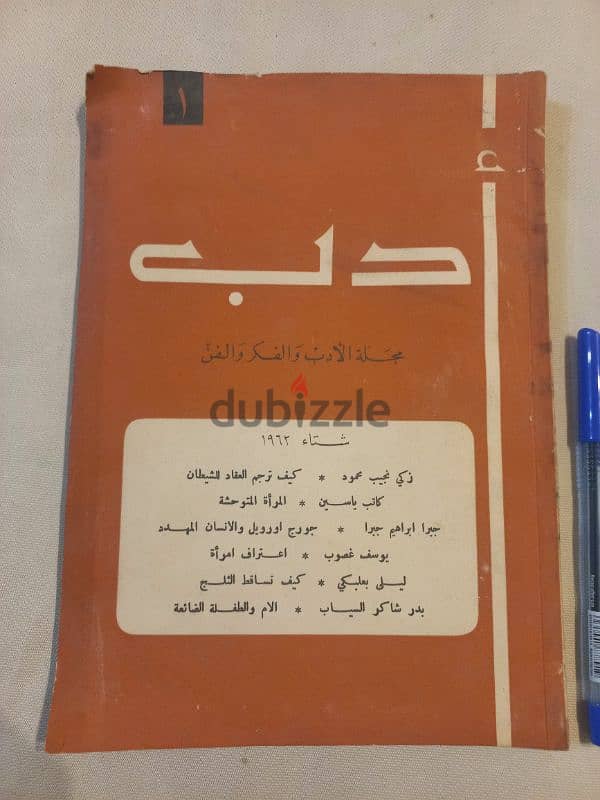 ١
أدب
مجلة الأدب والفكر والفن
dubizzle
شتاء ١٩٦٢
زكي نجيب محمود * كيف ترجم العقاد للشيطان
كاتب ياسين * المرأة المتوحشة
جبرا ابراهيم جبرا * جورج اورويل والانسان المهدد
يوسف غصوب * اعتراف امرأة
ليلى بعلبكي * كيف تساقط الثلج
بدر شاكر السياب * الام والطفلة الضائعة